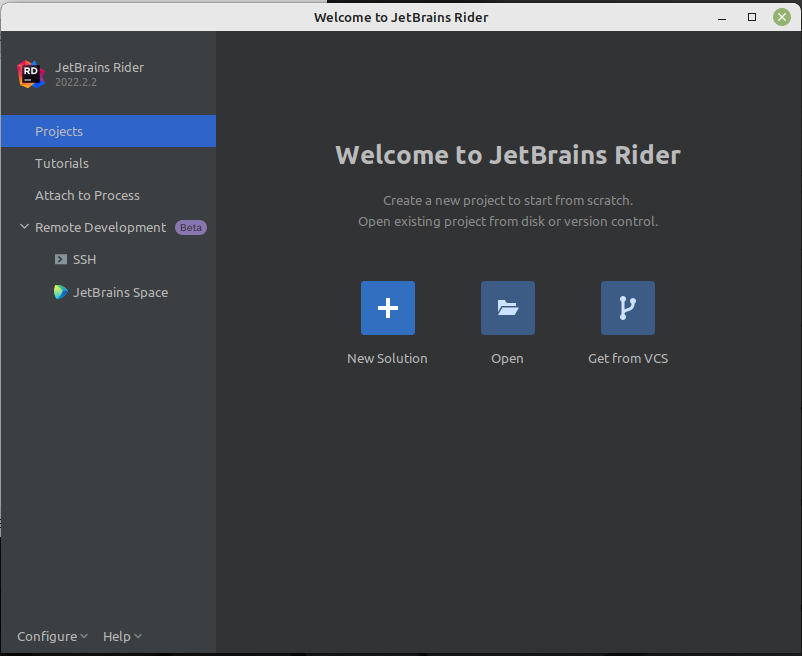 Welcome to JetBrains Rider
RD
JetBrains Rider
2022.2.2
Projects
Tutorials
Attach to Process
Remote Development Beta
SSH
JetBrains Space
Welcome to JetBrains Rider
Create a new project to start from scratch.
Open existing project from disk or version control.
New Solution
Open
Get from VCS
Configure
Help